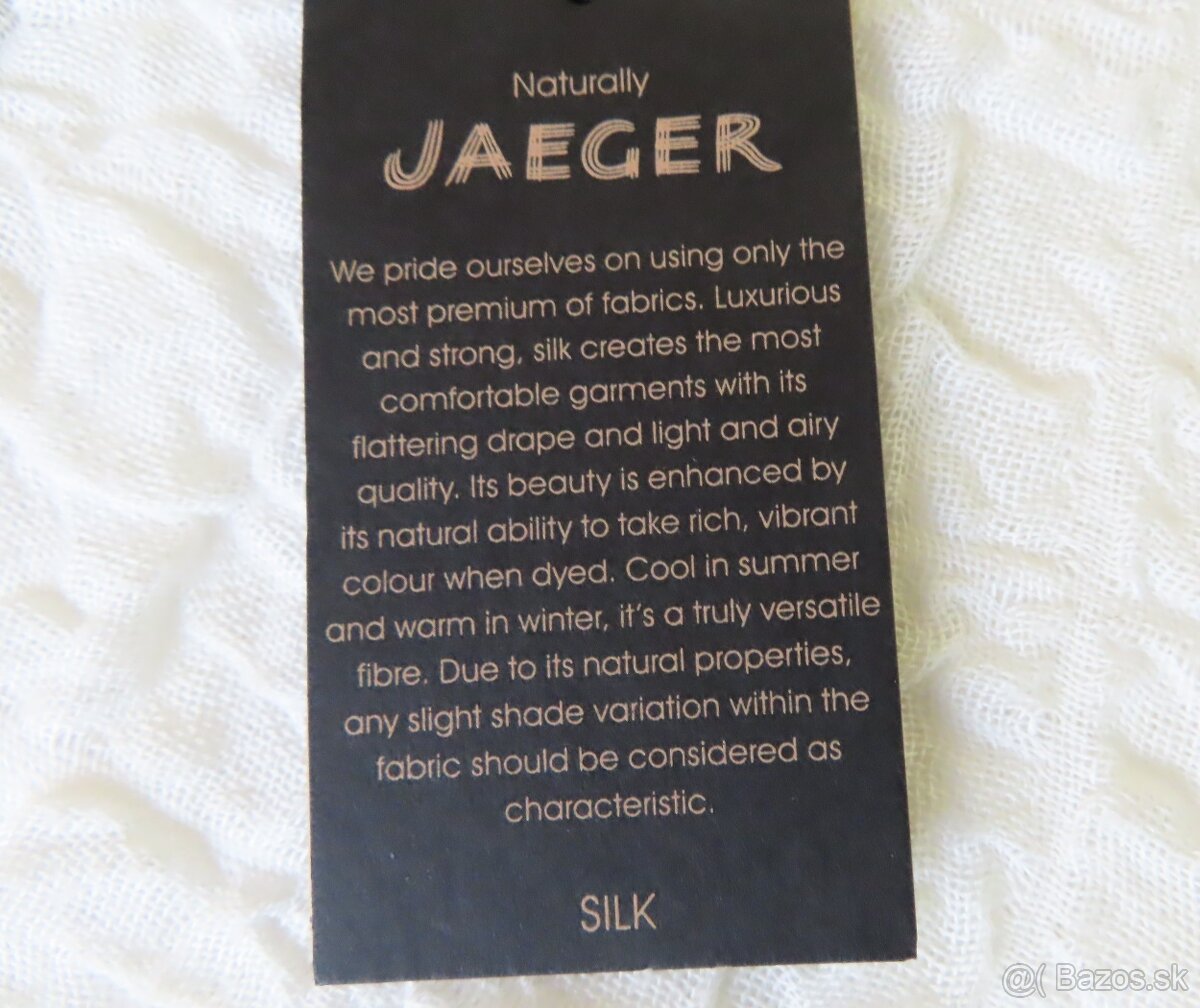 Naturally
JAEGER
We pride ourselves on using only the
most premium of fabrics. Luxurious
and strong, silk creates the most
comfortable garments with its
flattering drape and light and airy
quality. Its beauty is enhanced by
its natural ability to take rich, vibrant
colour when dyed. Cool in summer
and warm in winter, it's a truly versatile
fibre. Due to its natural properties,
any slight shade variation within the
fabric should be considered as
characteristic.
SILK
@( Bazos.sk